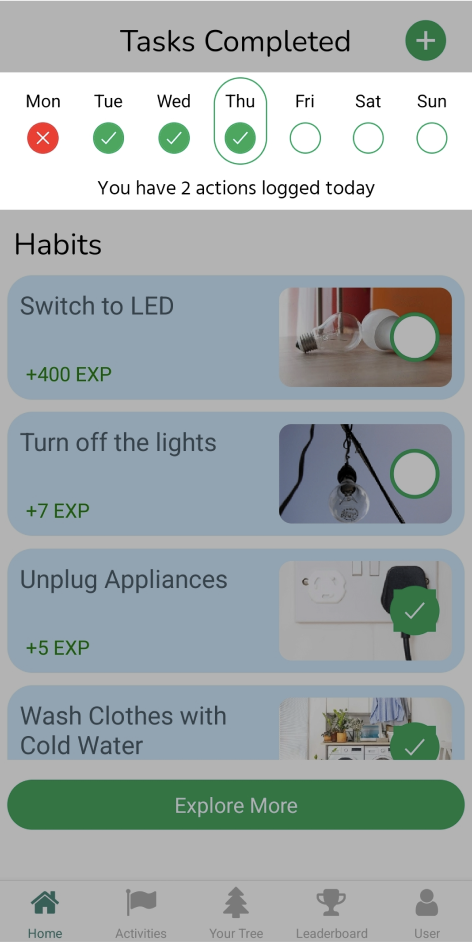 Tasks Completed
Mon Tue Wed Thu Fri Sat Sun
You have 2 actions logged today
Habits
Switch to LED
+400 EXP
Turn off the lights
+7 EXP
Unplug Appliances
+5 EXP
Wash Clothes with
Cold Water
Explore More
Home Activities Your Tree Leaderboard User